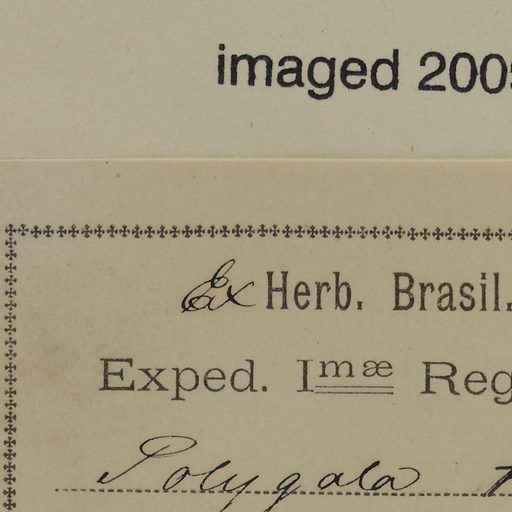 imaged 200
Ex Herb. Brasil.
Exped. Imæ Reg
Polygala